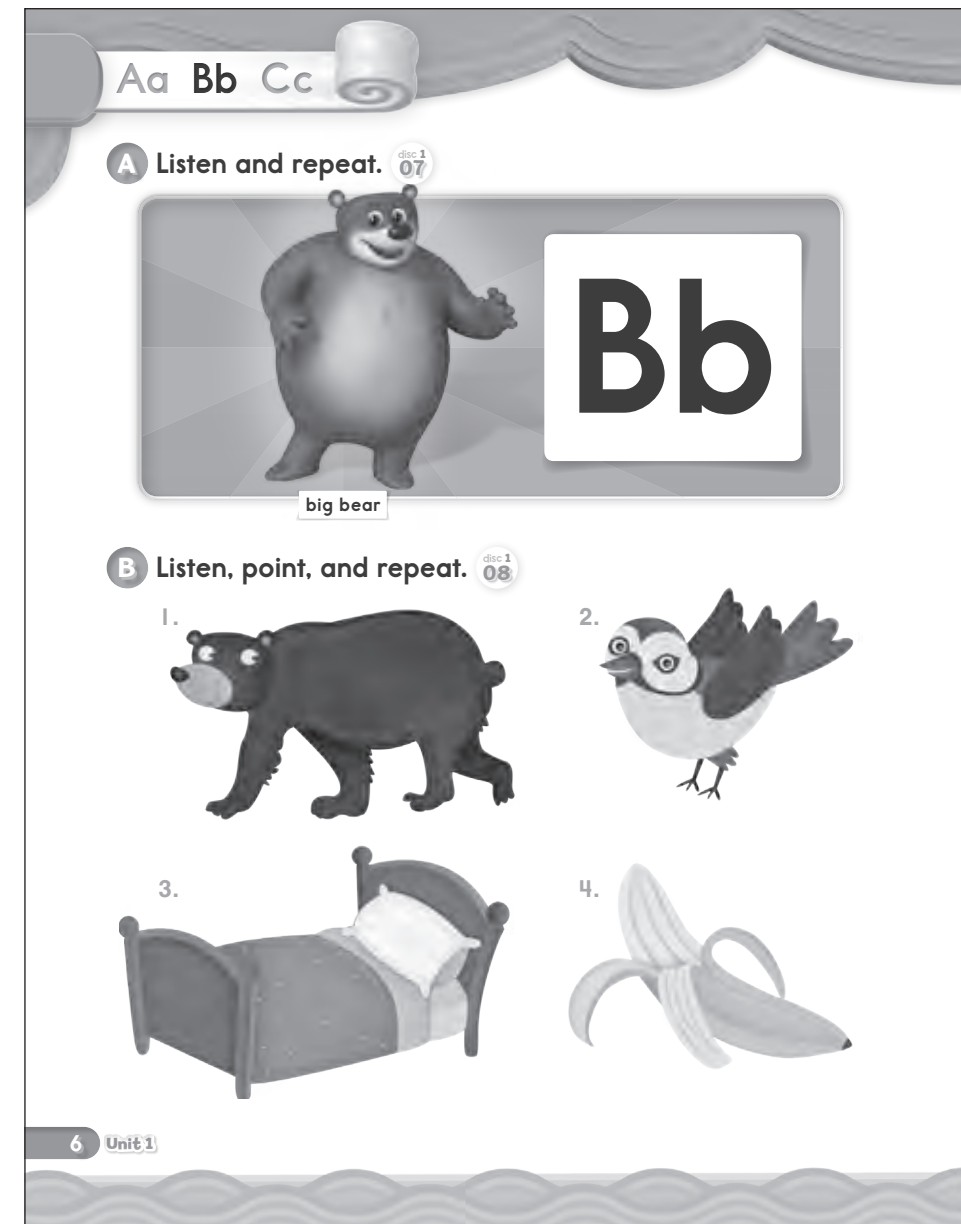 Aa Bb Cc
A Listen and repeat. disc 1 07
Bb
big bear
B Listen, point, and repeat. disc 1 08
1.
2.
3.
4.
6 Unit 1